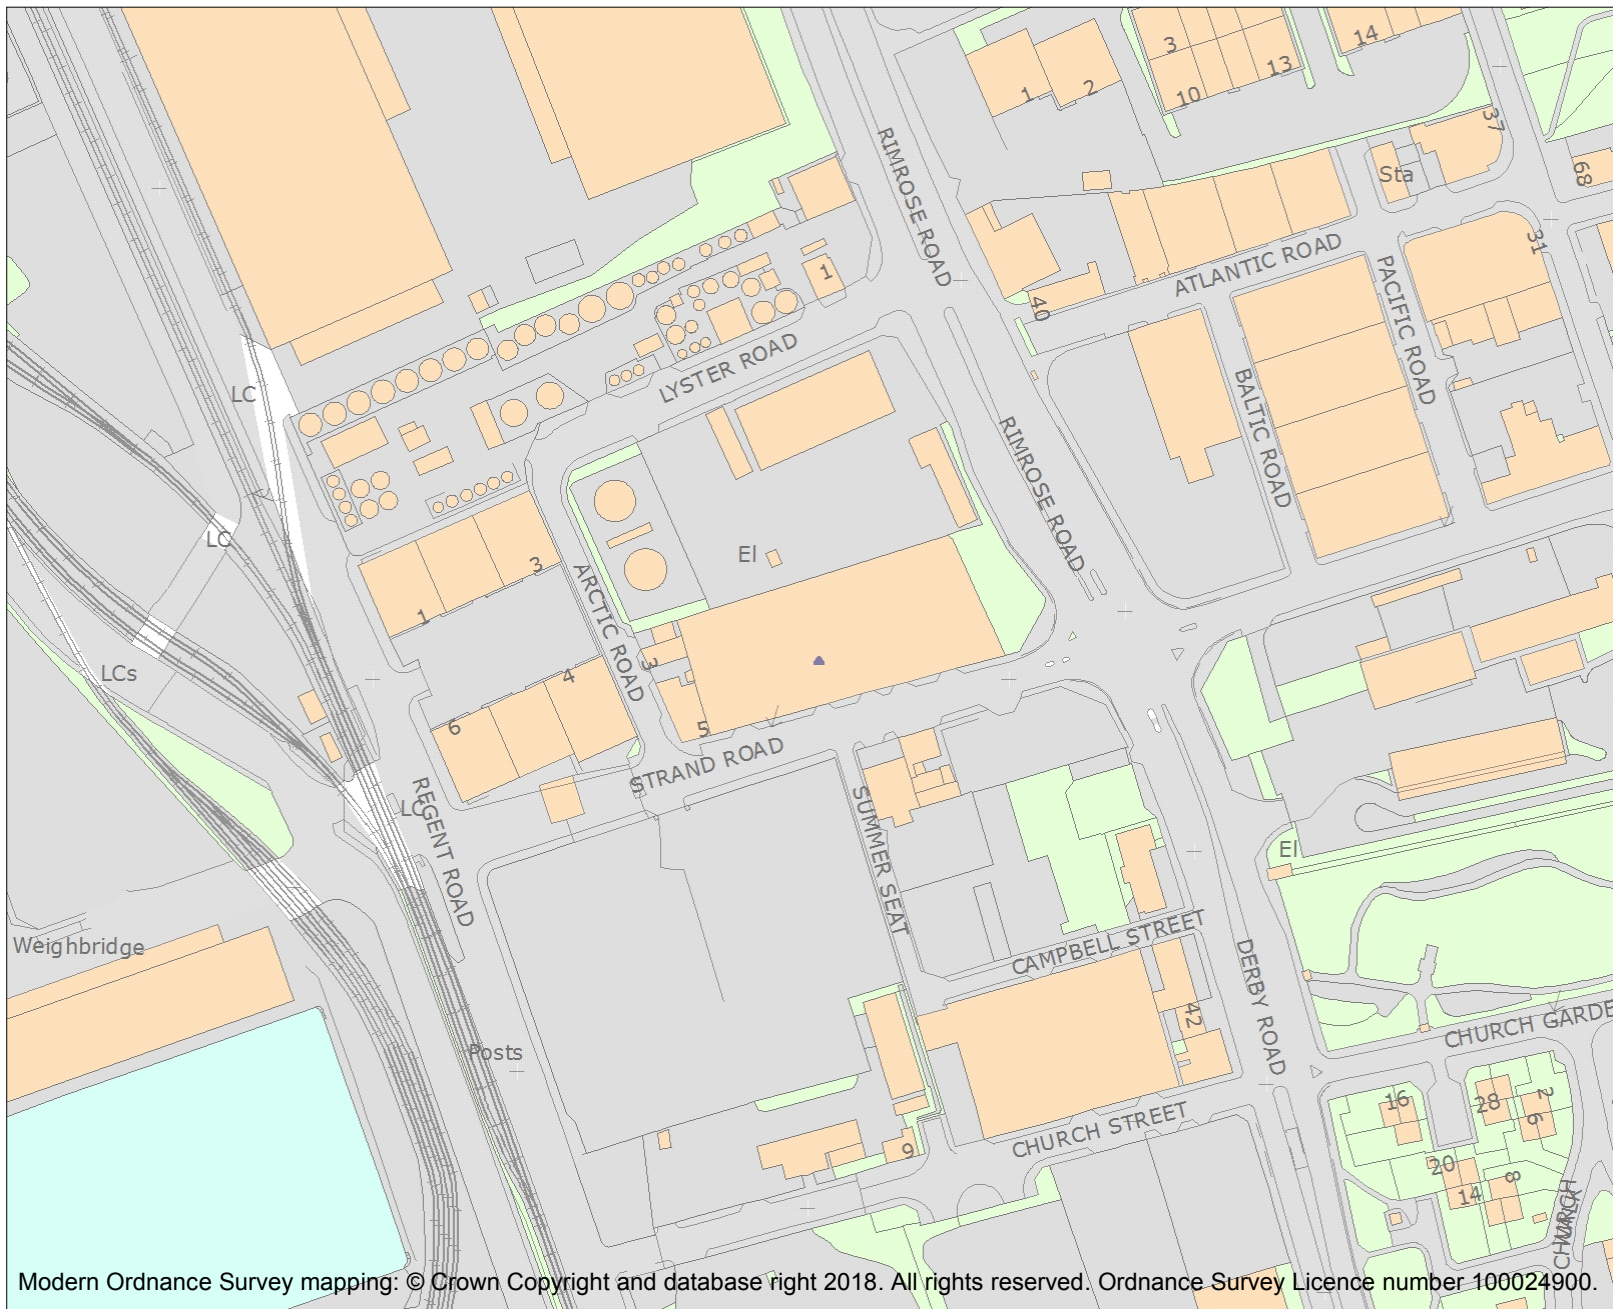 3
14
13
10
1
2
37
RIMROSE ROAD
Sta
68
31
ATLANTIC ROAD
1
40
PACIFIC ROAD
LYSTER ROAD
LC
BALTIC ROAD
RIMROSE ROAD
LC
El
3
1
ARCTIC ROAD
LCs
3
4
6
5
STRAND ROAD
LC
REGENT ROAD
SUMMER SEAT
El
Weighbridge
CAMPBELL STREET
DERBY ROAD
42
CHURCH GARDE
Posts
16
28
2
6
CHURCH STREET
9
20
14
8
CHURCH
WALK
Modern Ordnance Survey mapping: © Crown Copyright and database right 2018. All rights reserved. Ordnance Survey Licence number 100024900.